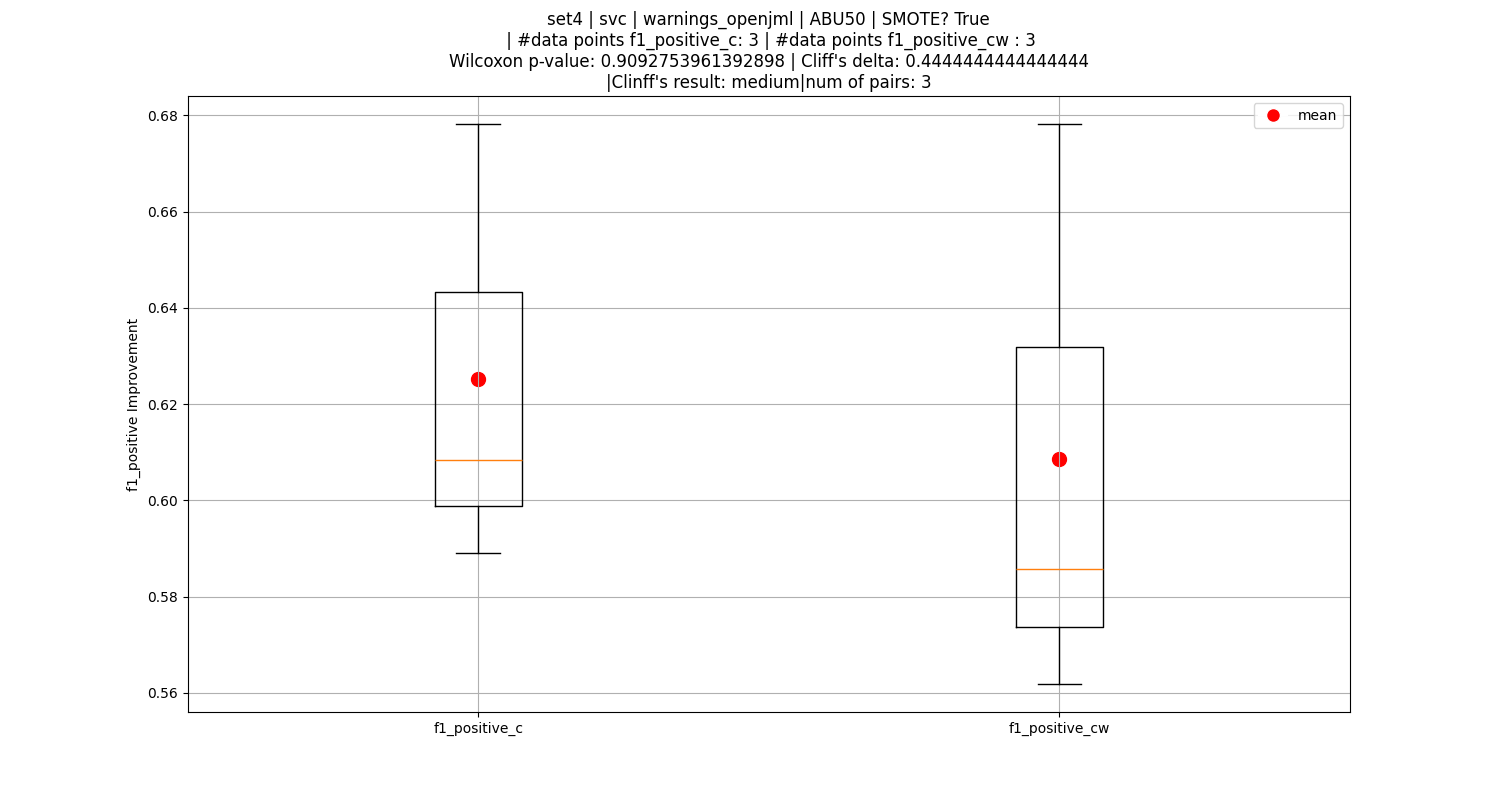 set4 | svc | warnings_openjml | ABU50 | SMOTE? True
| #data points f1_positive_c: 3 | #data points f1_positive_cw : 3
Wilcoxon p-value: 0.9092753961392898 | Cliff's delta: 0.4444444444444444
|Clinff's result: medium|num of pairs: 3
mean
0.68
0.66
0.64
0.62
0.60
0.58
0.56
f1_positive Improvement
f1_positive_c
f1_positive_cw